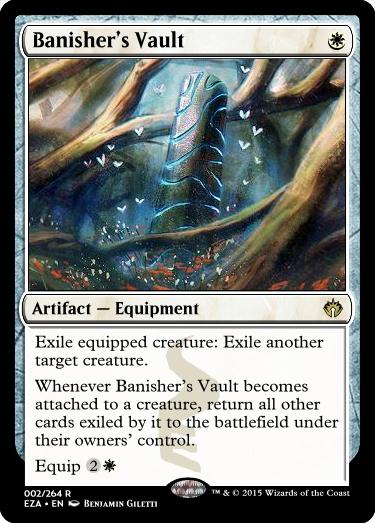 Banisher's Vault
Artifact — Equipment
Exile equipped creature: Exile another
target creature.
Whenever Banisher's Vault becomes
attached to a creature, return all other
cards exiled by it to the battlefield under
their owners' control.
Equip 2
002/264 R
EZA • EN Benjamin Giletti
™ & © 2015 Wizards of the Coast